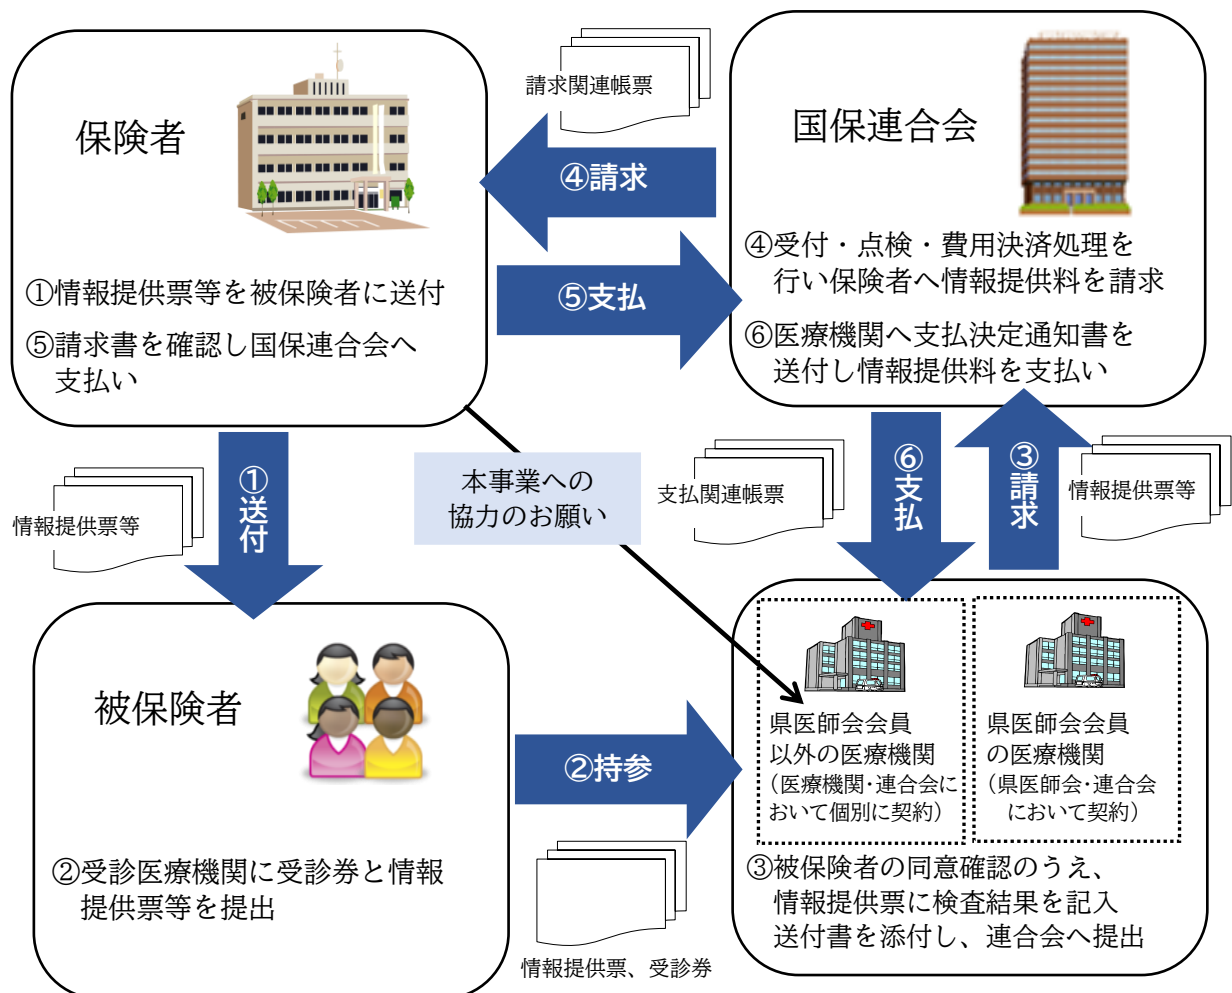 保険者
①情報提供票等を被保険者に送付
⑤請求書を確認し国保連合会へ
支払い
請求関連帳票
④請求
⑤支払
国保連合会
④受付・点検・費用決済処理を
行い保険者へ情報提供料を請求
⑥医療機関へ支払決定通知書を
送付し情報提供料を支払い
情報提供票等
①送付
本事業への
協力のお願い
支払関連帳票
⑥支払
③請求
情報提供票等
被保険者
②受診医療機関に受診券と情報
提供票等を提出
②持参
情報提供票、受診券
県医師会会員
以外の医療機関
（医療機関・連合会に
おいて個別に契約）
県医師会会員
の医療機関
（県医師会・連合会
において契約）
③被保険者の同意確認のうえ、
情報提供票に検査結果を記入
送付書を添付し、連合会へ提出